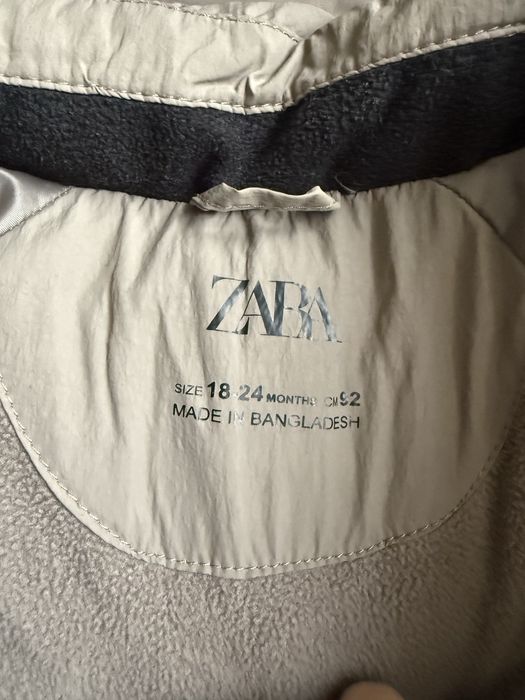 ZARA
SIZE 18-24 MONTHS CM 92
MADE IN BANGLADESH